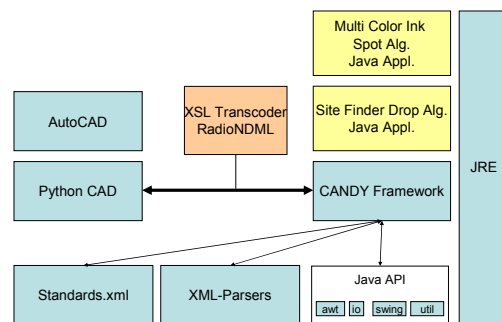 Multi Color Ink
Spot Alg.
Java Appl.
AutoCAD
XSL Transcoder
RadioNDML
Site Finder Drop Alg.
Java Appl.
JRE
Python CAD
CANDY Framework
Standards.xml
XML-Parsers
Java API
awt
io
swing
util